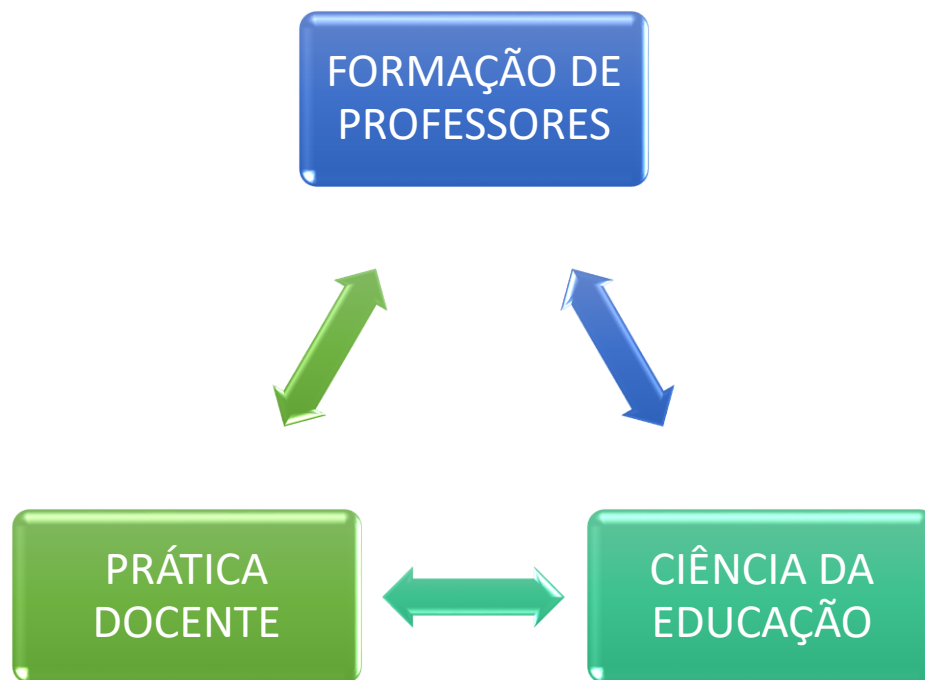 FORMAÇÃO DE
PROFESSORES
PRÁTICA
DOCENTE
CIÊNCIA DA
EDUCAÇÃO